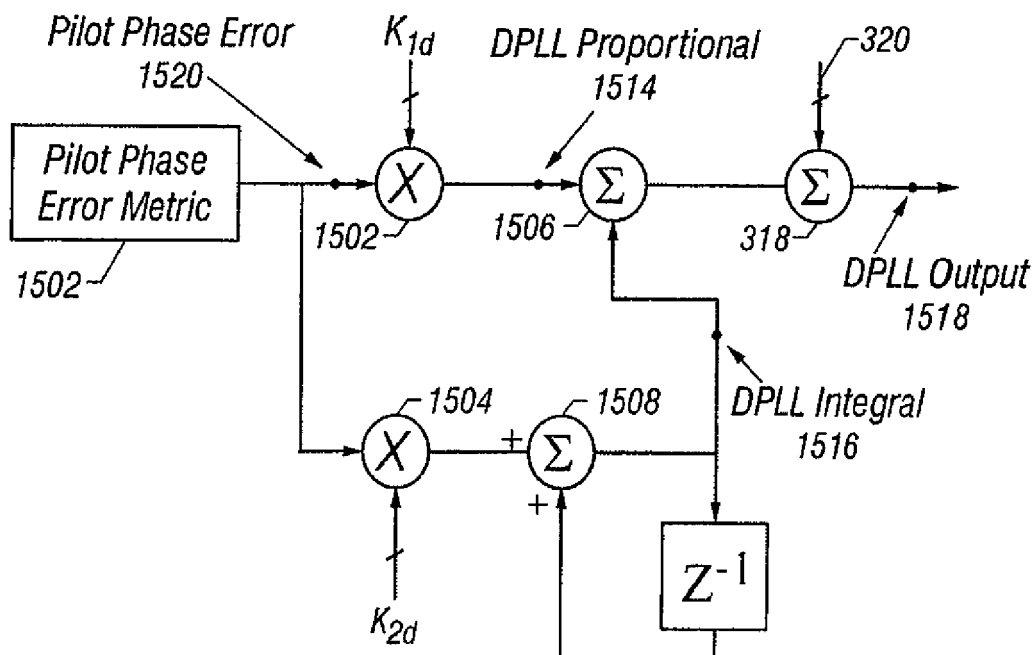 Pilot Phase Error
1520
K1d
DPLL Proportional
1514
320
Pilot Phase
Error Metric
1502
X
1502
Σ
1506
Σ
318
DPLL Output
1518
1504
X
+
+
1508
Σ
DPLL Integral
1516
K2d
Z-1